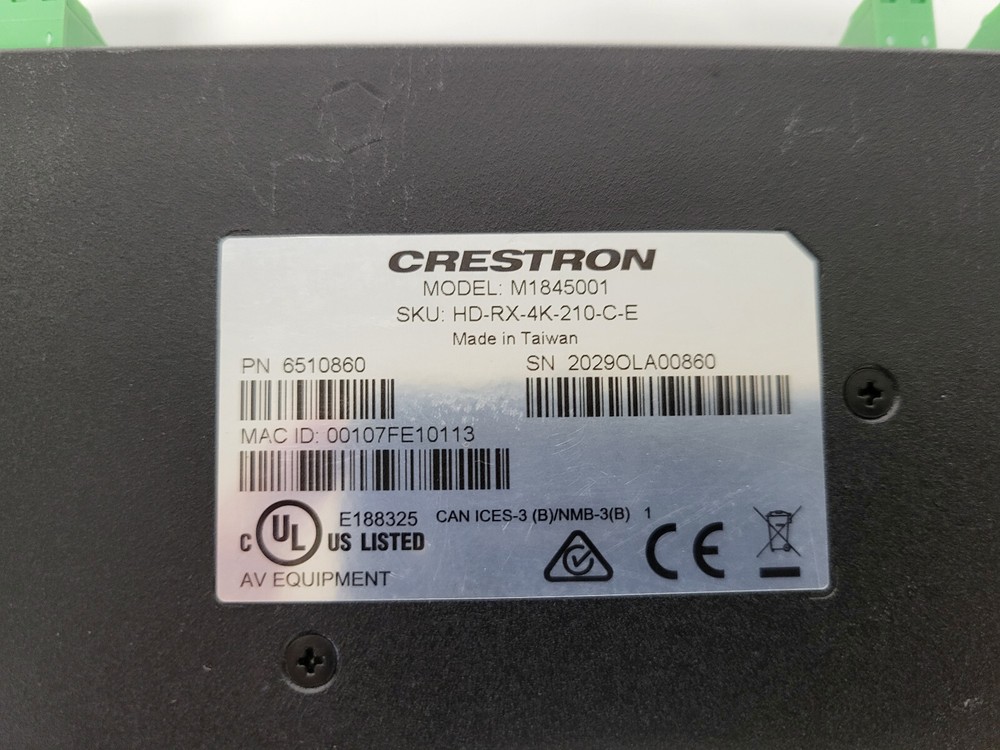 CRESTRON
MODEL: M1845001
SKU: HD-RX-4K-210-C-E
Made in Taiwan
PN 6510860
SN 2029OLA00860
MAC ID: 00107FE10113
E188325 CAN ICES-3 (B)/NMB-3(B) 1
C UL US LISTED
CE
AV EQUIPMENT